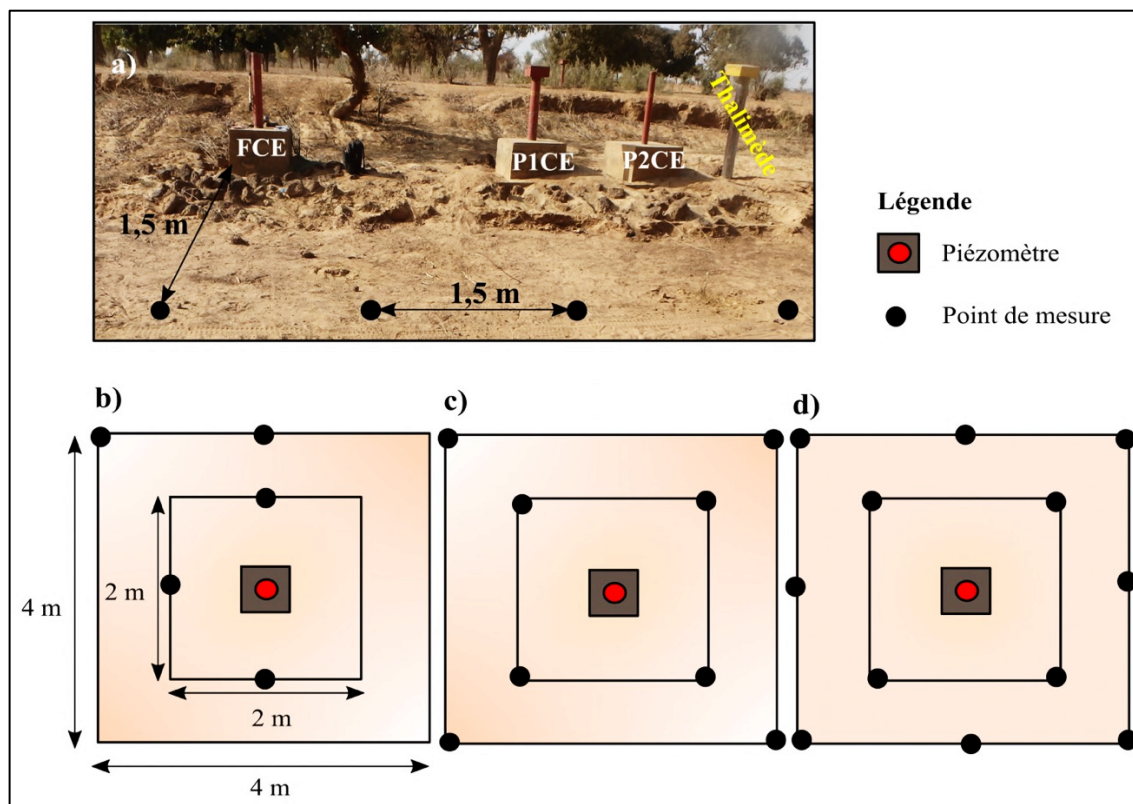 a)
FCE
P1CE
P2CE
Thalimède
1,5 m
1,5 m
Légende
Piézomètre
Point de mesure
b)
4 m
2 m
2 m
4 m
c)
d)